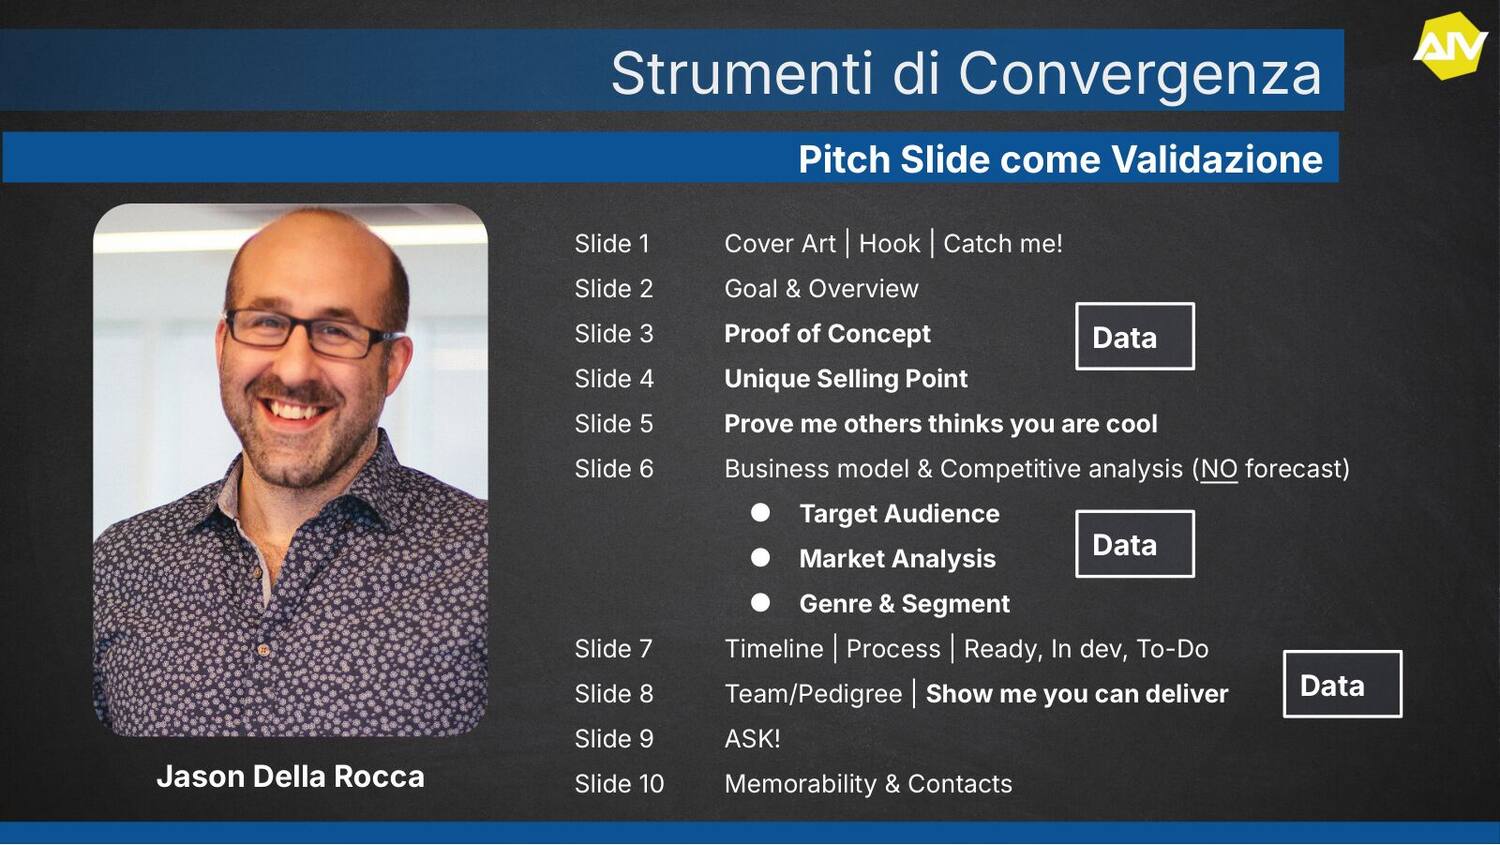 AIV
Strumenti di Convergenza
Pitch Slide come Validazione
Slide 1 Cover Art | Hook | Catch me!
Slide 2 Goal & Overview
Slide 3 Proof of Concept
Data
Slide 4 Unique Selling Point
Slide 5 Prove me others thinks you are cool
Slide 6 Business model & Competitive analysis (NO forecast)
● Target Audience
Data
● Market Analysis
● Genre & Segment
Slide 7 Timeline | Process | Ready, In dev, To-Do
Slide 8 Team/Pedigree | Show me you can deliver
Data
Slide 9 ASK!
Slide 10 Memorability & Contacts
Jason Della Rocca